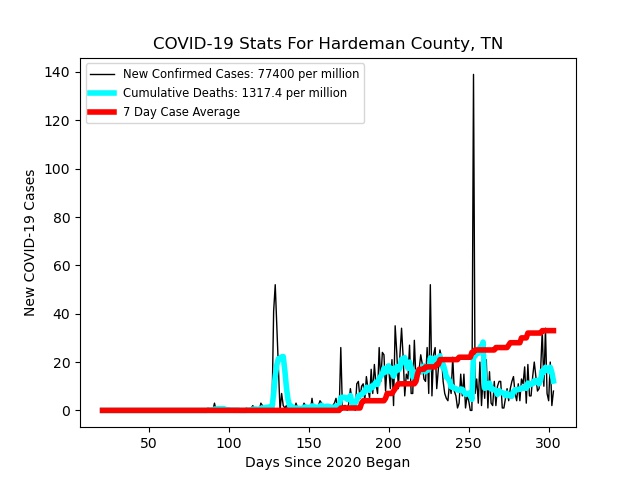 COVID-19 Stats For Hardeman County, TN
New Confirmed Cases: 77400 per million
Cumulative Deaths: 1317.4 per million
7 Day Case Average
New COVID-19 Cases
140
120
100
80
60
40
20
0
50 100 150 200 250 300
Days Since 2020 Began